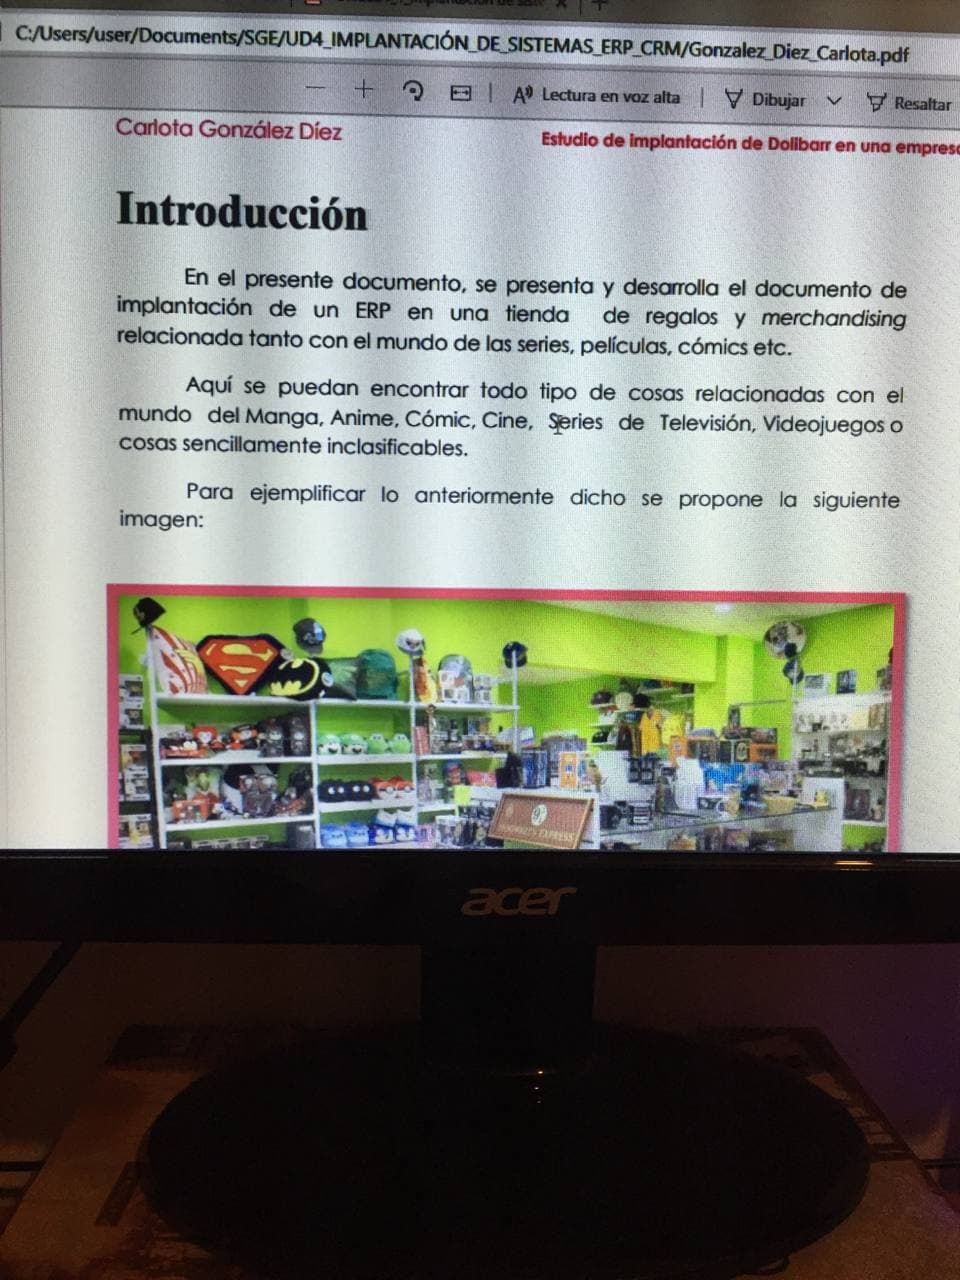 C:/Users/user/Documents/SGE/UD4_IMPLANTACIÓN_DE_SISTEMAS_ERP_CRM/Gonzalez_Diez_Carlota.pdf
Lectura en voz alta
Dibujar
Resaltar
Carlota González Díez
Estudio de implantación de Dolibarr en una empresa
Introducción
En el presente documento, se presenta y desarrolla el documento de
implantación de un ERP en una tienda de regalos y merchandising
relacionada tanto con el mundo de las series, películas, cómics etc.
Aquí se puedan encontrar todo tipo de cosas relacionadas con el
mundo del Manga, Anime, Cómic, Cine, Series de Televisión, Videojuegos o
cosas sencillamente inclasificables.
Para ejemplificar lo anteriormente dicho se propone la siguiente
imagen:
acer